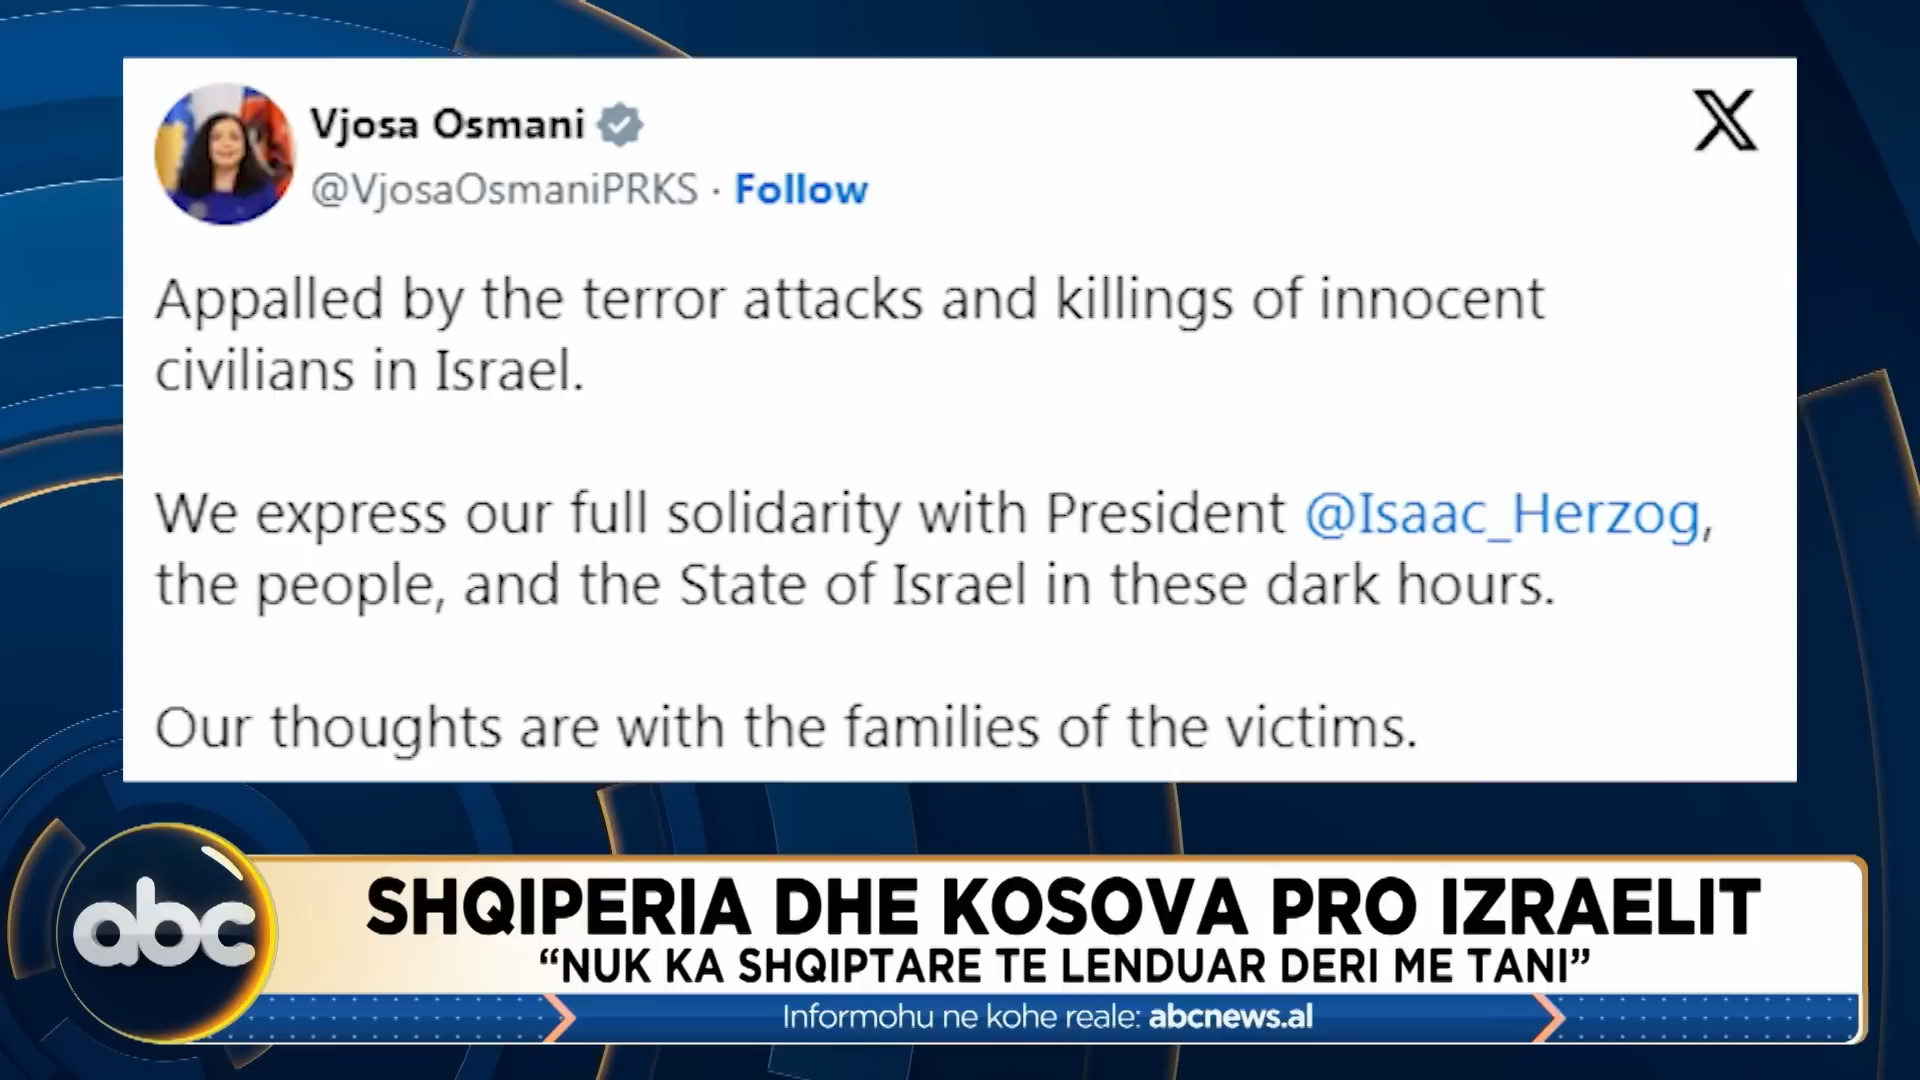 Vjosa Osmani
@VjosaOsmaniPRKS · Follow
Appalled by the terror attacks and killings of innocent
civilians in Israel.
We express our full solidarity with President @Isaac_Herzog,
the people, and the State of Israel in these dark hours.
Our thoughts are with the families of the victims.
abc
SHQIPERIA DHE KOSOVA PRO IZRAELIT
“NUK KA SHQIPTARE TE LENDUAR DERI ME TANI”
Informohu ne kohe reale: abcnews.al